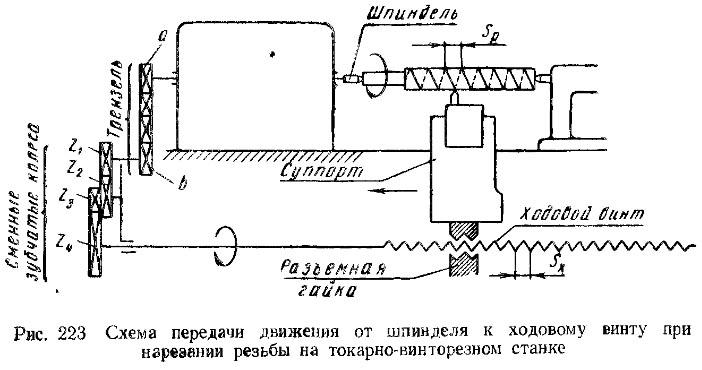 Шпиндель
Sр
a
Трензель
Z1
Z2
Z3
Z4
b
Сменные
зубчатые колеса
Суппорт
Ходовой винт
Разъемная
гайка
Sх
Рис. 223 Схема передачи движения от шпинделя к ходовому винту при
нарезании резьбы на токарно-винторезном станке